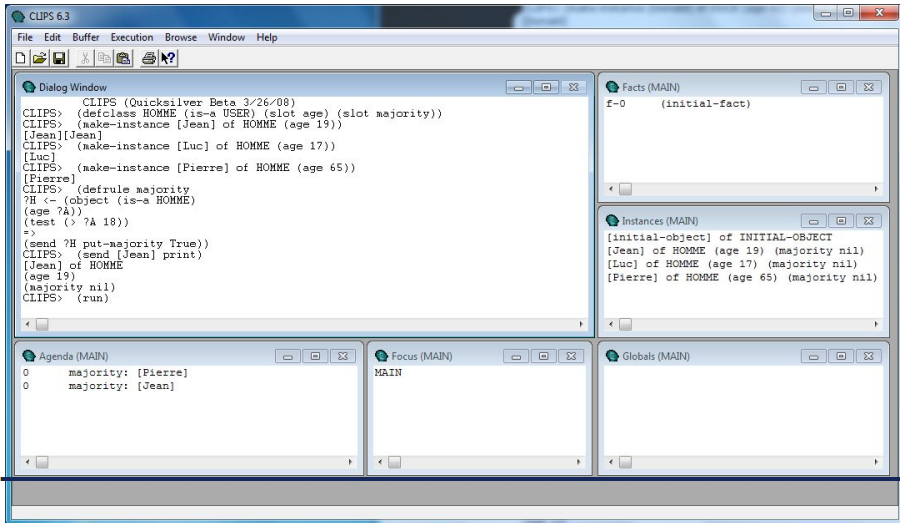 CLIPS 6.3
File Edit Buffer Execution Browse Window Help
Dialog Window
CLIPS (Quicksilver Beta 3/26/08)
CLIPS> (defclass HOMME (is-a USER) (slot age) (slot majority))
CLIPS> (make-instance [Jean] of HOMME (age 19))
[Jean][Jean]
CLIPS> (make-instance [Luc] of HOMME (age 17))
[Luc]
CLIPS> (make-instance [Pierre] of HOMME (age 65))
[Pierre]
CLIPS> (defrule majority
?H <- (object (is-a HOMME)
(age ?A))
(test (> ?A 18))
=>
(send ?H put-majority True))
CLIPS> (send [Jean] print)
[Jean] of HOMME
(age 19)
(majority nil)
CLIPS> (run)
Facts (MAIN)
f-0 (initial-fact)
Instances (MAIN)
[initial-object] of INITIAL-OBJECT
[Jean] of HOMME (age 19) (majority nil)
[Luc] of HOMME (age 17) (majority nil)
[Pierre] of HOMME (age 65) (majority nil)
Agenda (MAIN)
0 majority: [Pierre]
0 majority: [Jean]
Focus (MAIN)
MAIN
Globals (MAIN)